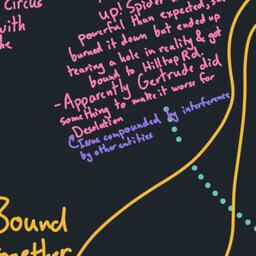 Circus
with
up! Spider
powerful than expected, so
burned it down but ended up
tearing a hole in reality & got
bound to Hilltop Rd.
-Apparently Gertrude did
something to make it worse for
Desolation
(Issue compounded by interference
by other entities
Bound
together